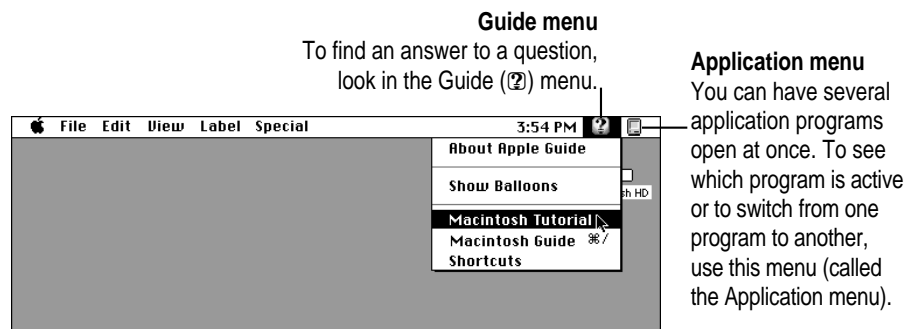 Guide menu
To find an answer to a question,
look in the Guide (?) menu.
Application menu
You can have several
application programs
open at once. To see
which program is active
or to switch from one
program to another,
use this menu (called
the Application menu).
File Edit View Label Special 3:54 PM ?
About Apple Guide
Show Balloons
sh HD
Macintosh Tutorial
Macintosh Guide ⌘/
Shortcuts